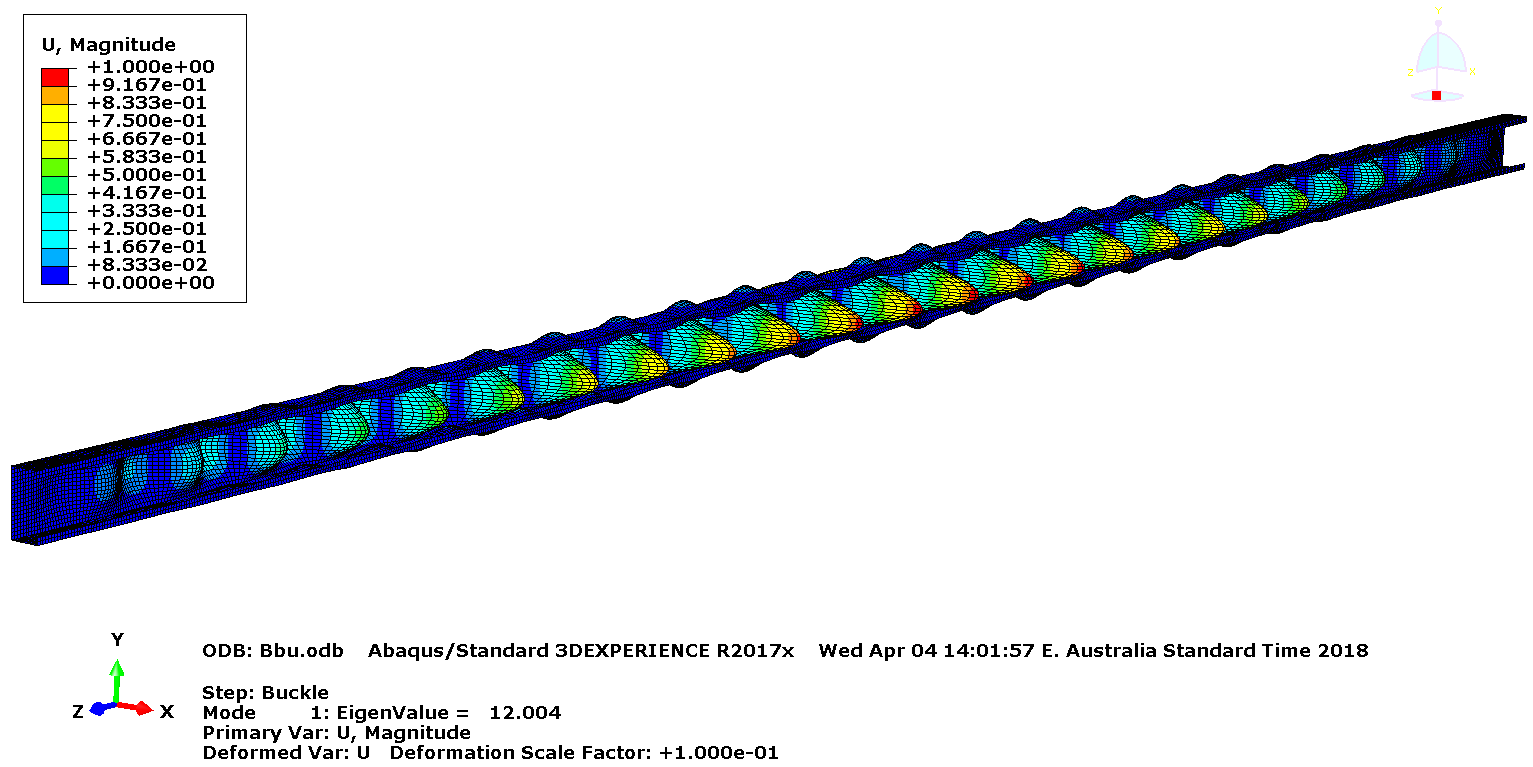 Y
Z X
U, Magnitude
+1.000e+00
+9.167e-01
+8.333e-01
+7.500e-01
+6.667e-01
+5.833e-01
+5.000e-01
+4.167e-01
+3.333e-01
+2.500e-01
+1.667e-01
+8.333e-02
+0.000e+00
Y
Z X
ODB: Bbu.odb Abaqus/Standard 3DEXPERIENCE R2017x Wed Apr 04 14:01:57 E. Australia Standard Time 2018
Step: Buckle
Mode 1: EigenValue = 12.004
Primary Var: U, Magnitude
Deformed Var: U Deformation Scale Factor: +1.000e-01